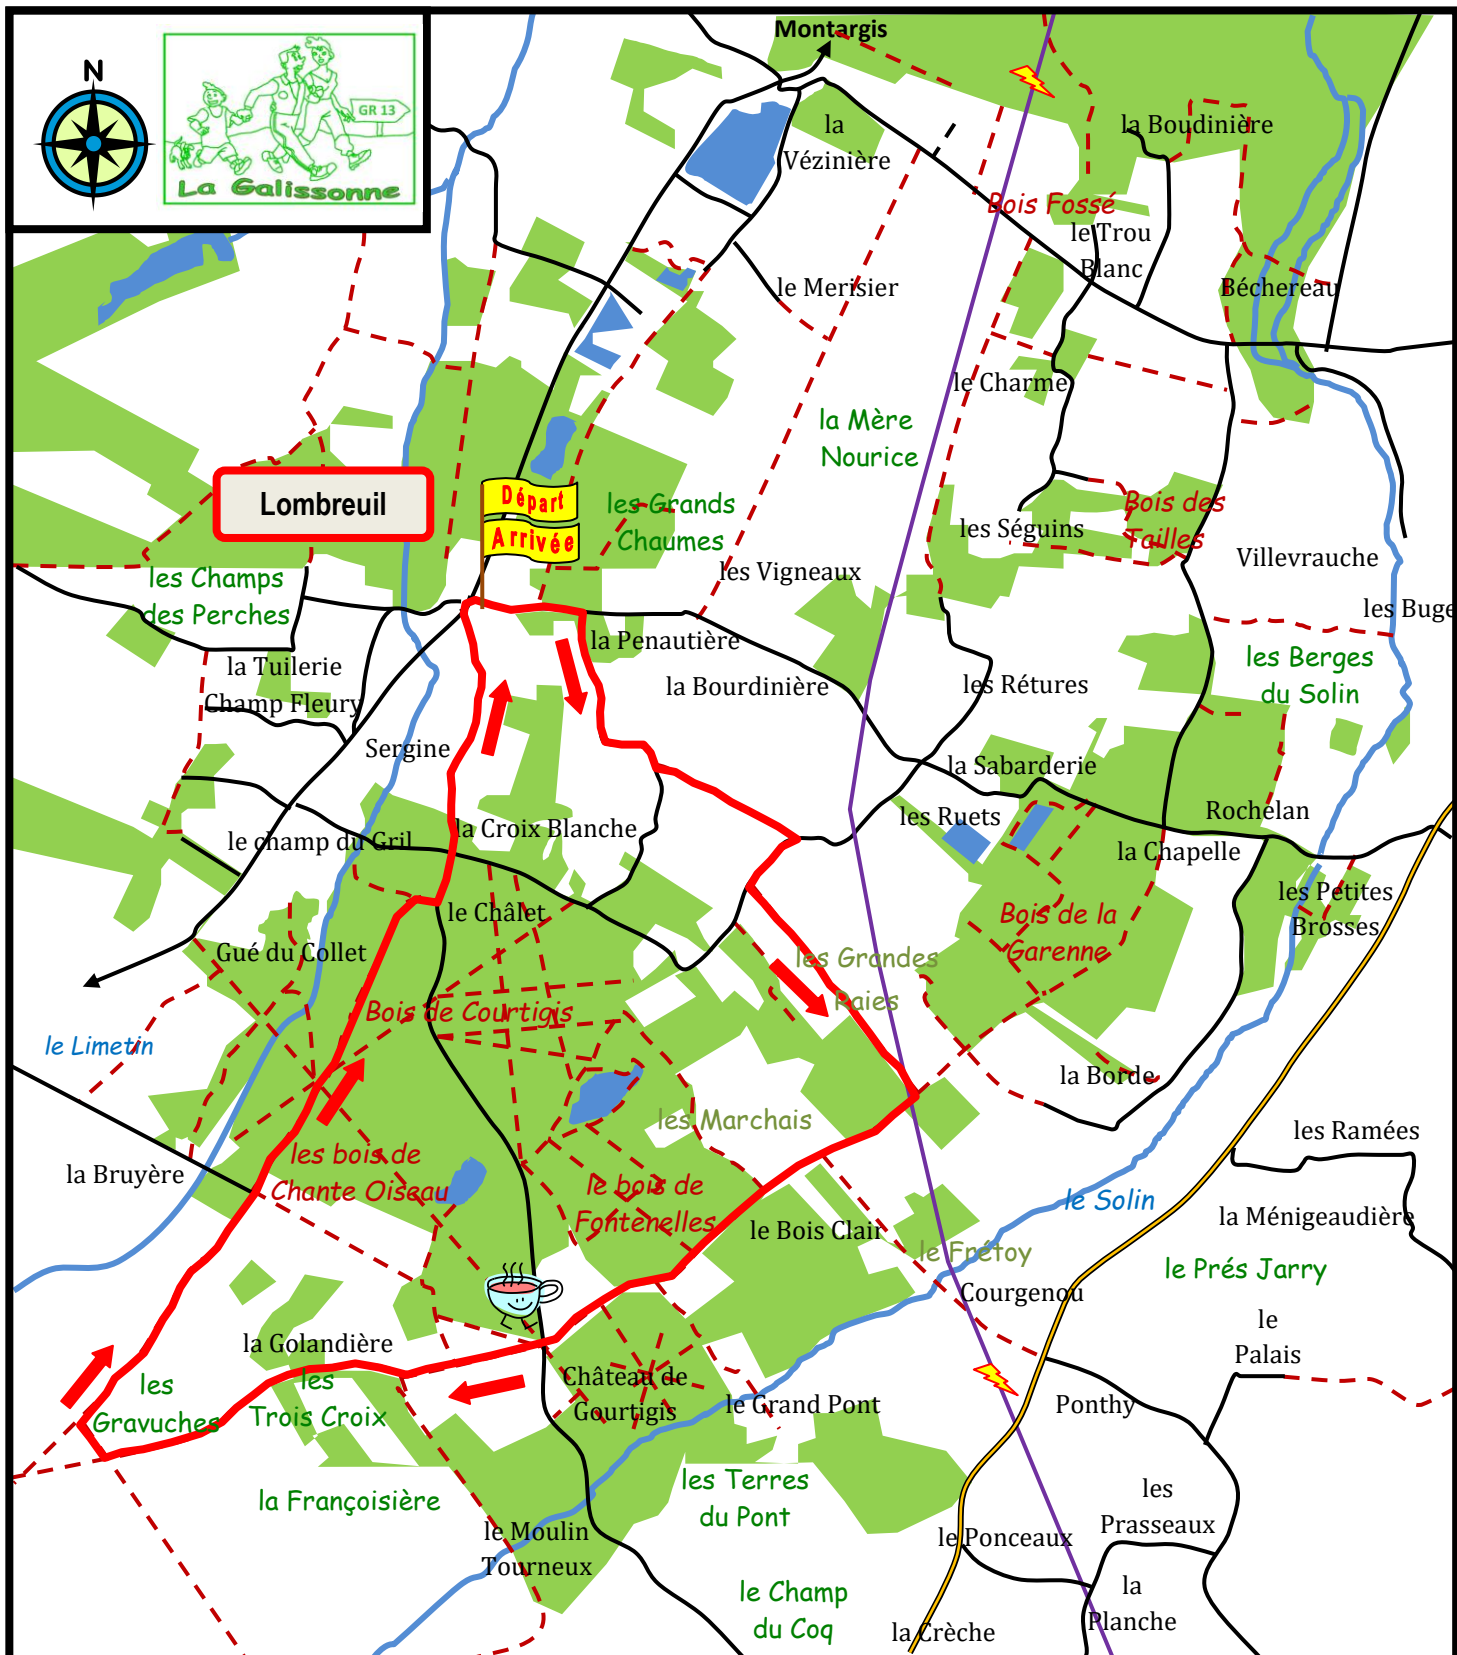 N
GR 13
La Galissonne
Montargis
la
Vézinière
la Boudinière
Bois Fossé
le Trou
Blanc
Béchereau
le Merisier
le Charme
la Mère
Nourice
Lombreuil
Départ
Arrivée
les Grands
Chaumes
les Séguins
Bois des
Tailles
Villevrauche
les Vigneaux
les Champs
des Perches
les Buge
la Penautière
la Tuilerie
Champ Fleury
la Bourdinière
les Rétures
les Berges
du Solin
Sergine
la Sabarderie
les Ruets
Rochelan
le champ du Gril
la Croix Blanche
la Chapelle
les Petites
Brosses
le Châlet
Bois de la
Garenne
Gué du Collet
les Grandes
Raies
Bois de Courtigis
le Limetin
la Borde
les Marchais
les Ramées
la Bruyère
les bois de
Chante Oiseau
le bois de
Fontenelles
le Solin
le Bois Clair
la Ménigeaudière
le Frétoy
le Prés Jarry
Courgenou
la Golandière
le
Palais
les
Gravuches
les
Trois Croix
Château de
Gourtigis
le Grand Pont
Ponthy
la Françoisière
les Terres
du Pont
le Moulin
Tourneux
les
Prasseaux
le Ponceaux
le Champ
du Coq
la
Planche
la Crèche